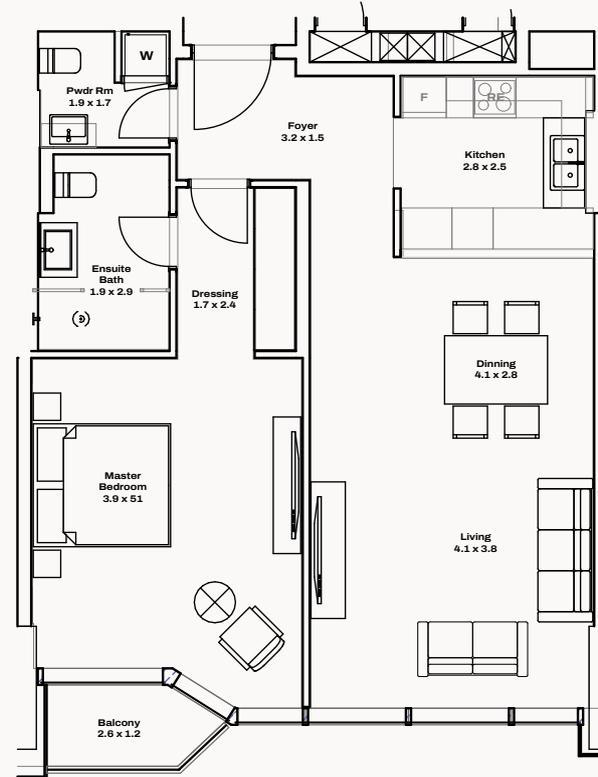 W
Pwdr Rm
1.9 x 1.7
Foyer
3.2 x 1.5
F
RE
Kitchen
2.8 x 2.5
Ensuite
Bath
1.9 x 2.9
Dressing
1.7 x 2.4
Dinning
4.1 x 2.8
Master
Bedroom
3.9 x 51
Living
4.1 x 3.8
Balcony
2.6 x 1.2